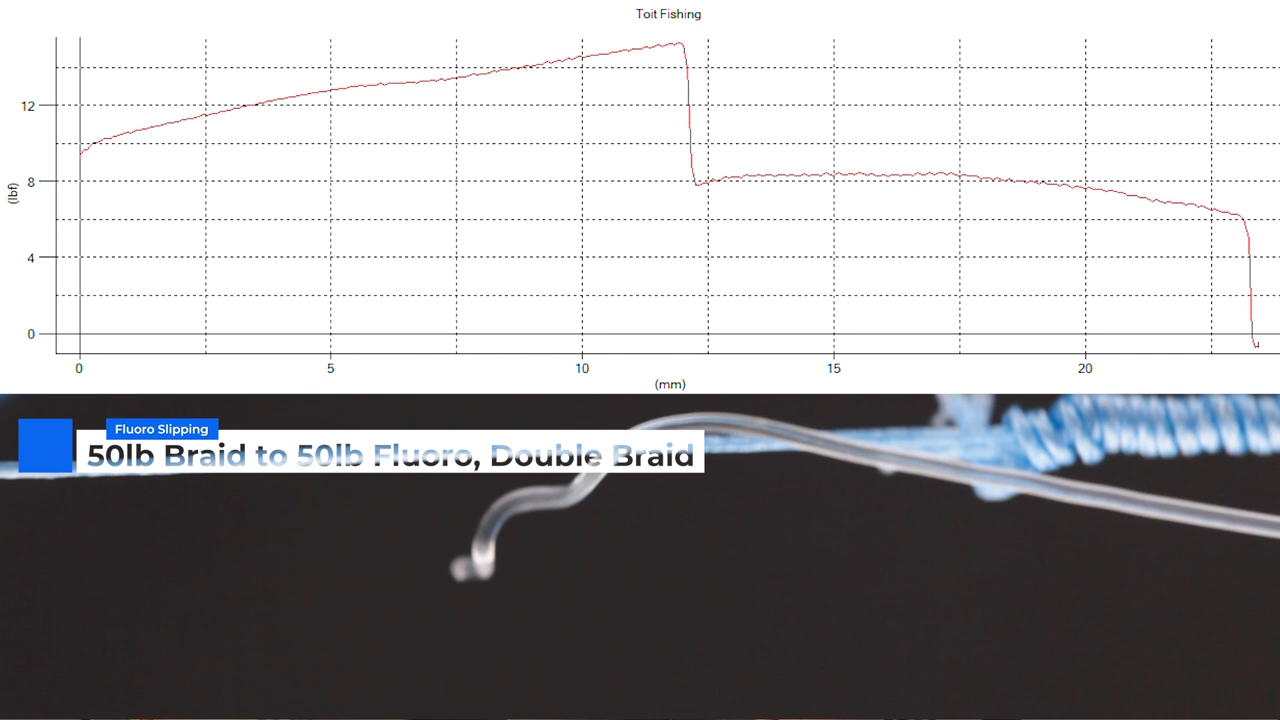 Toit Fishing
12
8
4
0
(lbf)
0 5 10 15 20
(mm)
Fluoro Slipping
50lb Braid to 50lb Fluoro, Double Braid